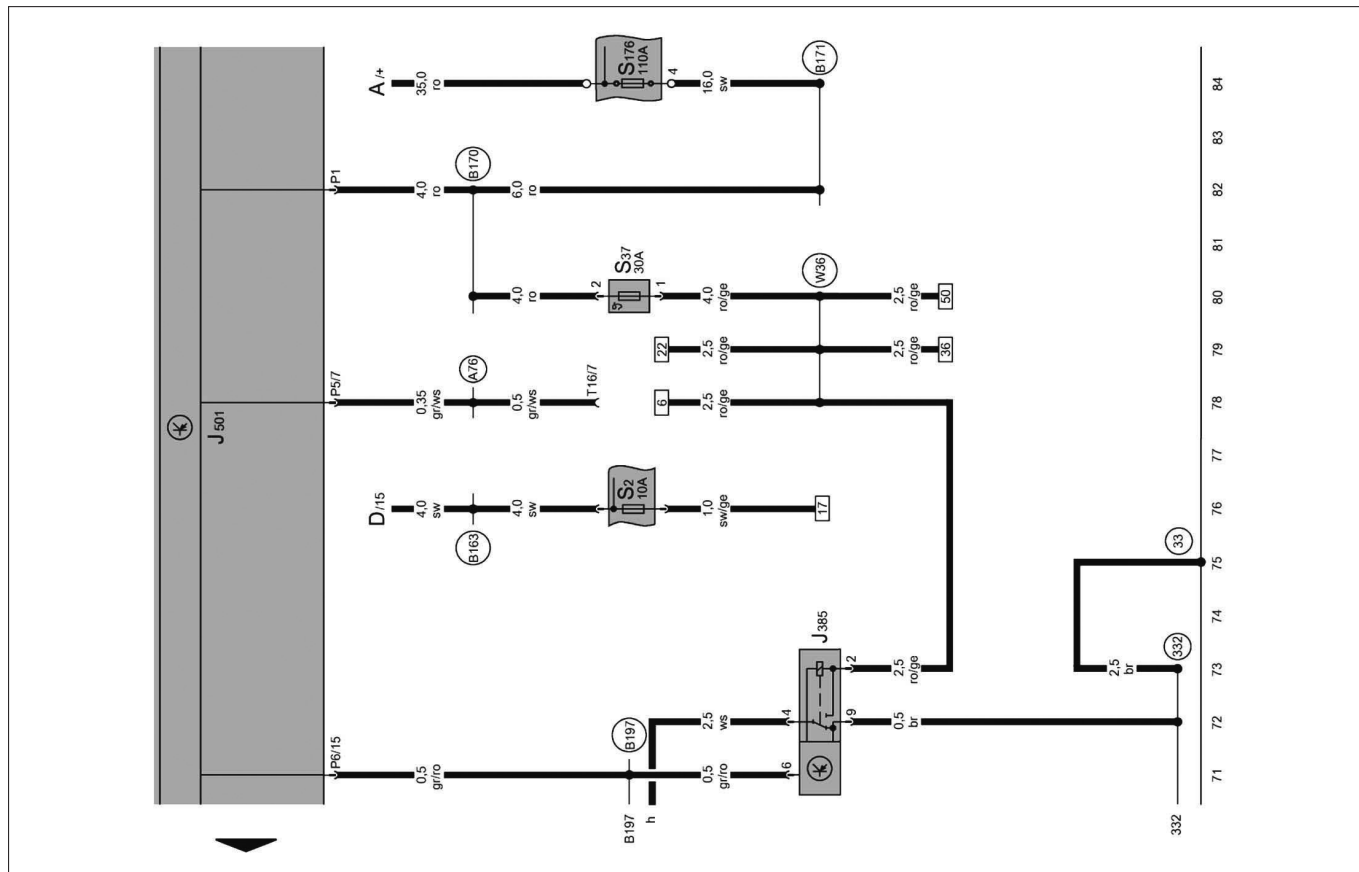 A/+
35,0
ro
S176
110A
4
16,0
sw
B171
84
83
P1
4,0
ro
B170
6,0
ro
82
81
4,0
ro
2
S37
30A
1
4,0
ro/ge
W36
2,5
ro/ge
50
80
22
2,5
ro/ge
2,5
ro/ge
36
79
J501
P5/7
0,35
gr/ws
A76
0,5
gr/ws
T16/7
6
2,5
ro/ge
78
77
D/15
4,0
sw
B163
4,0
sw
S2
10A
1,0
sw/ge
17
76
33
75
74
J385
2
2,5
ro/ge
2,5
br
332
73
2,5
ws
4
9
0,5
br
72
P6/15
0,5
gr/ro
B197
0,5
gr/ro
6
71
B197
h
332